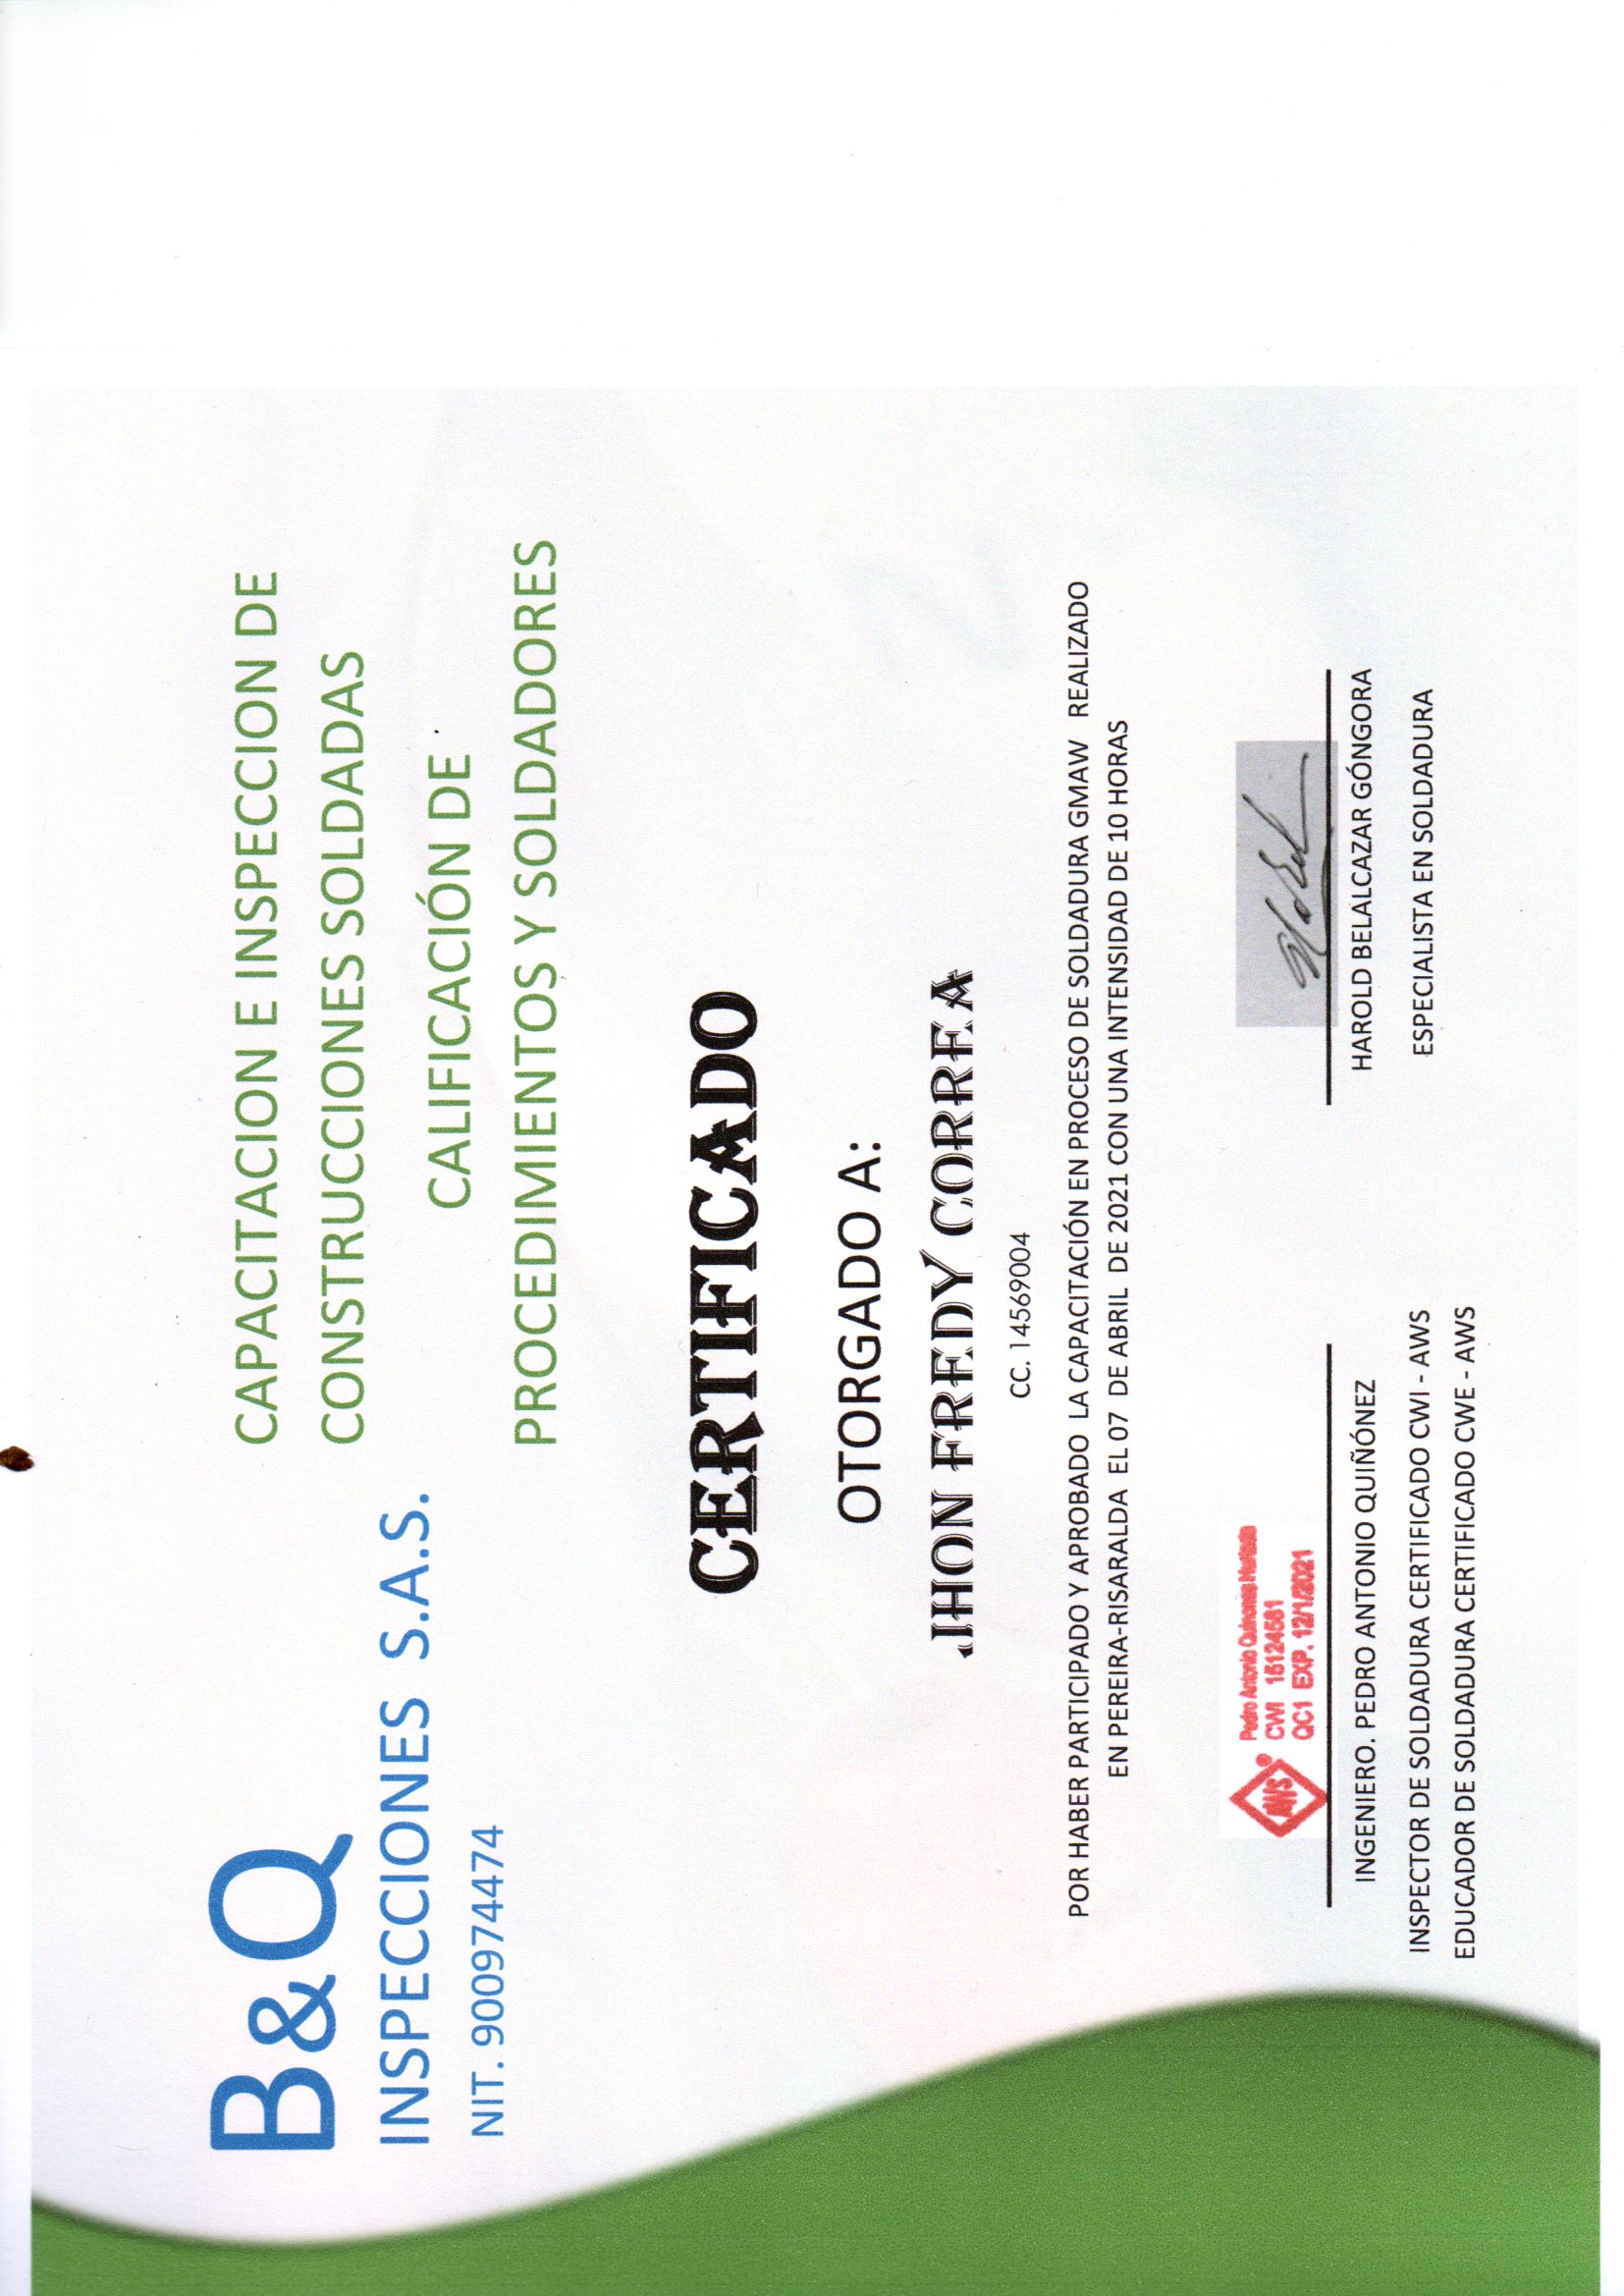 B&Q
INSPECCIONES S.A.S.
NIT. 900974474
CAPACITACION E INSPECCION DE
CONSTRUCCIONES SOLDADAS
CALIFICACIÓN DE
PROCEDIMIENTOS Y SOLDADORES
CERTIFICADO
OTORGADO A:
JHON FREDY CORREA
CC. 14569004
POR HABER PARTICIPADO Y APROBADO LA CAPACITACIÓN EN PROCESO DE SOLDADURA GMAW REALIZADO
EN PEREIRA-RISARALDA EL 07 DE ABRIL DE 2021 CON UNA INTENSIDAD DE 10 HORAS
AWS®
Pedro Antonio Quinones Hurtado
CWI 15124581
QC1 EXP. 12/1/2021
INGENIERO. PEDRO ANTONIO QUIÑÓNEZ
INSPECTOR DE SOLDADURA CERTIFICADO CWI - AWS
EDUCADOR DE SOLDADURA CERTIFICADO CWE - AWS
HAROLD BELALCAZAR GÓNGORA
ESPECIALISTA EN SOLDADURA